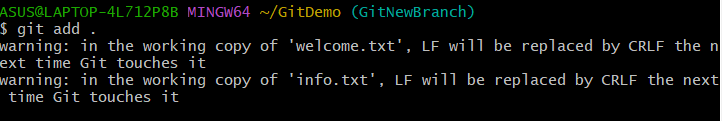 ASUS@LAPTOP-4L712P8B MINGW64 ~/GitDemo (GitNewBranch)
$ git add .
warning: in the working copy of 'welcome.txt', LF will be replaced by CRLF the n
ext time Git touches it
warning: in the working copy of 'info.txt', LF will be replaced by CRLF the next
 time Git touches it